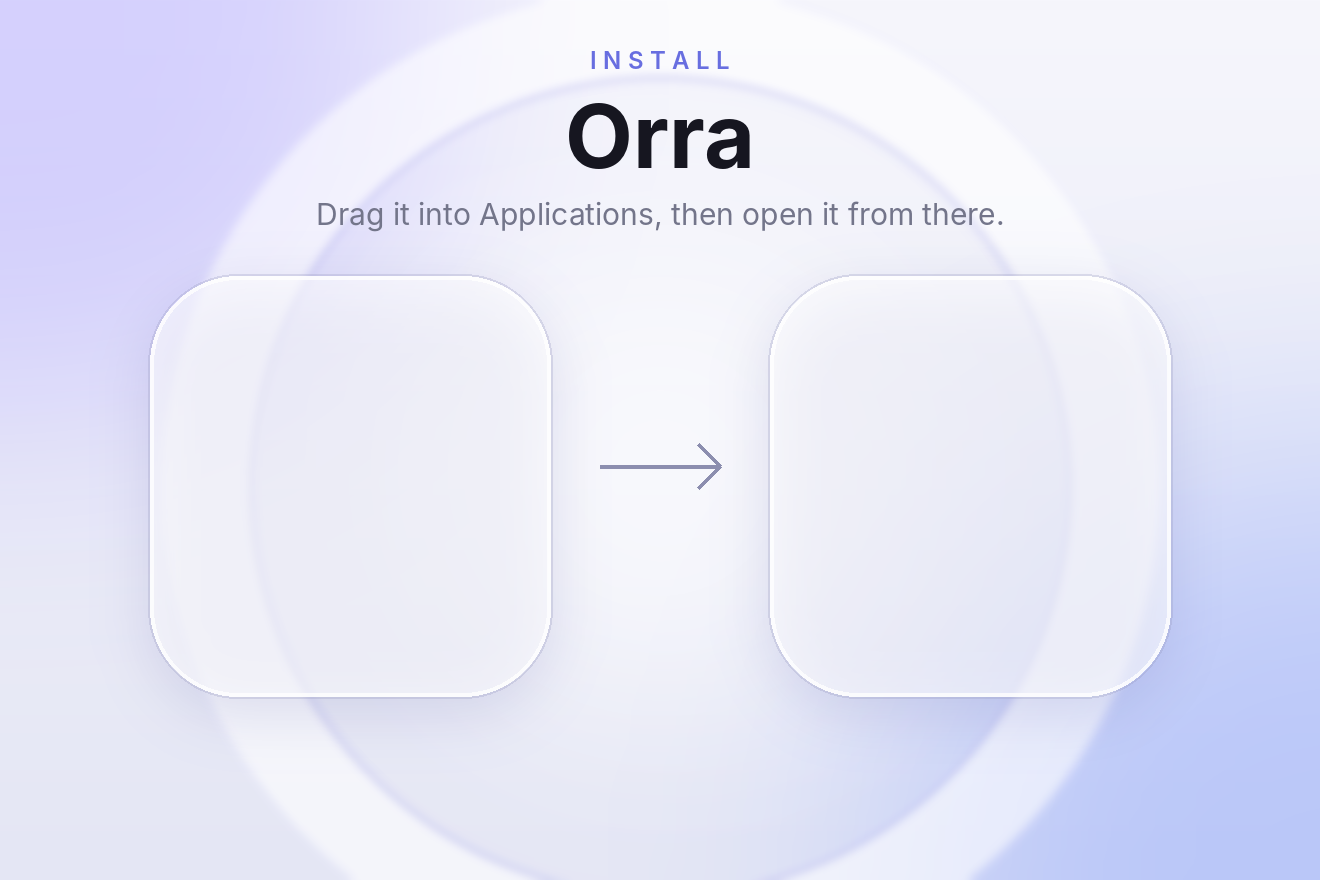 INSTALL
Orra
Drag it into Applications, then open it from there.